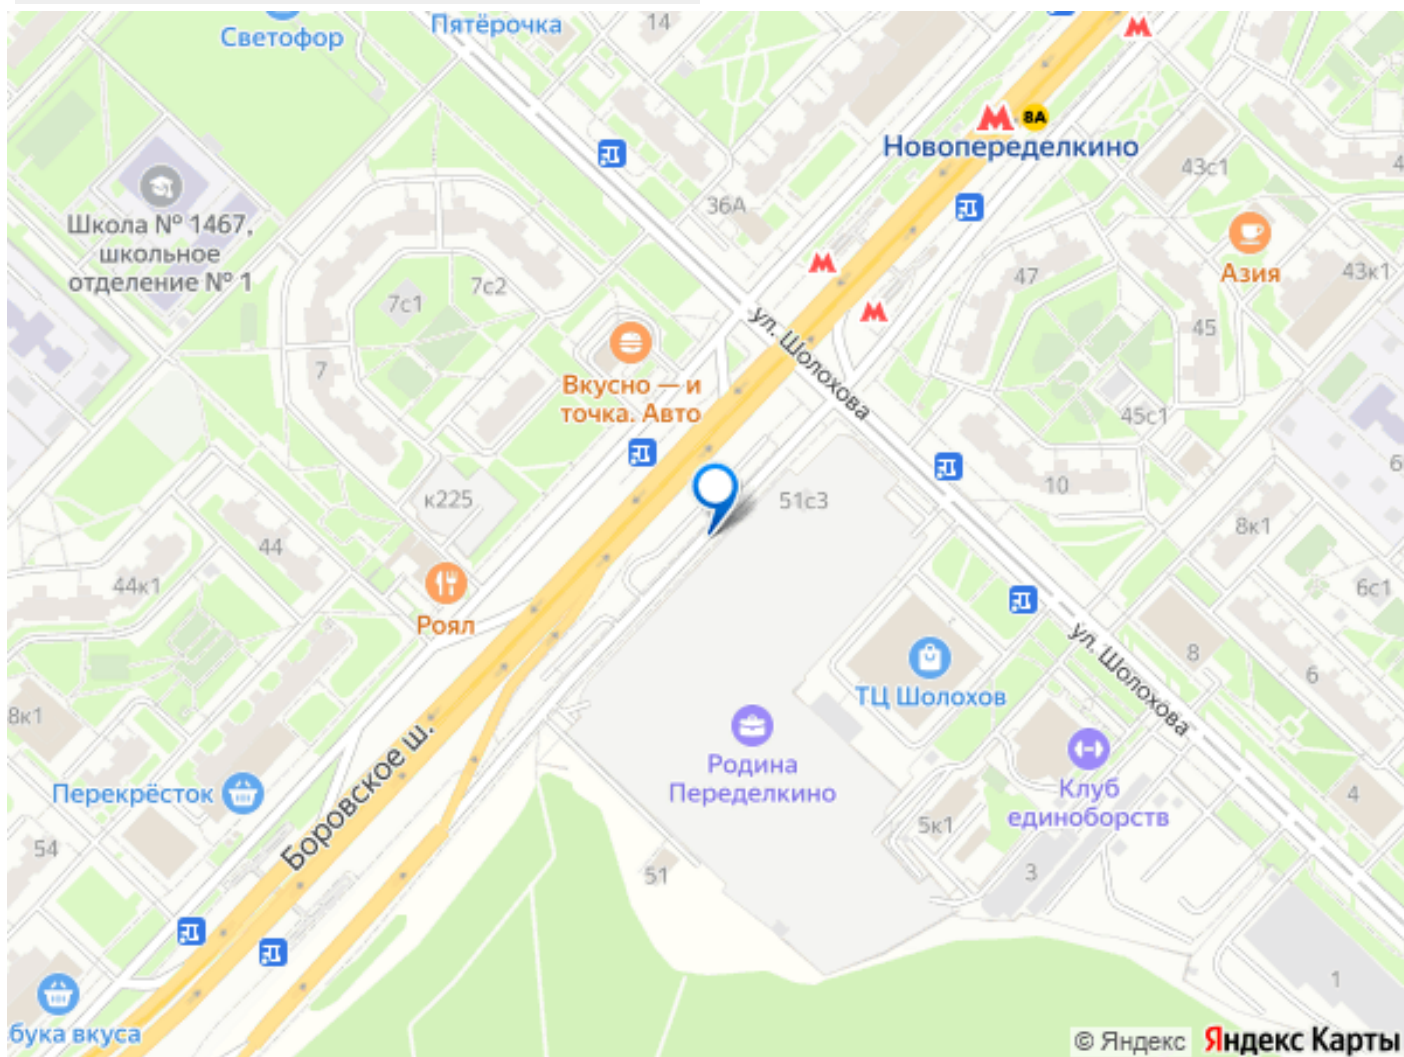 Светофор
Пятёрочка
14
М
М 8А
Новопеределкино
43с1
4
36А
Школа № 1467,
школьное
отделение № 1
Азия
43к1
47
7с1
7с2
М
М
45
7
ул. Шолохова
Вкусно — и
точка. Авто
45с1
6
10
к225
51с3
8к1
44
44к1
6с1
Роял
ул. Шолохова
8
6
ТЦ Шолохов
8к1
Боровское ш.
Родина
Переделкино
Клуб
единоборств
Перекрёсток
4
5к1
54
51
3
1
бука вкуса
© Яндекс Яндекс Карты